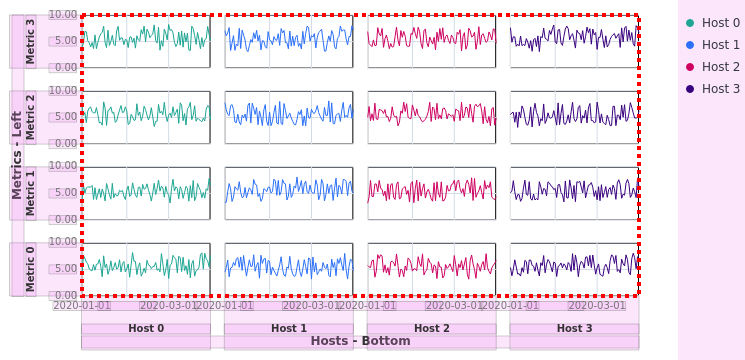 Metrics - Left
Metric 3
10.00
5.00
0.00
Metric 2
10.00
5.00
0.00
Metric 1
10.00
5.00
0.00
Metric 0
10.00
5.00
0.00
2020-01-01 2020-03-01 2020-01-01 2020-03-01 2020-01-01 2020-03-01 2020-01-01 2020-03-01
Host 0 Host 1 Host 2 Host 3
Hosts - Bottom
Host 0
Host 1
Host 2
Host 3